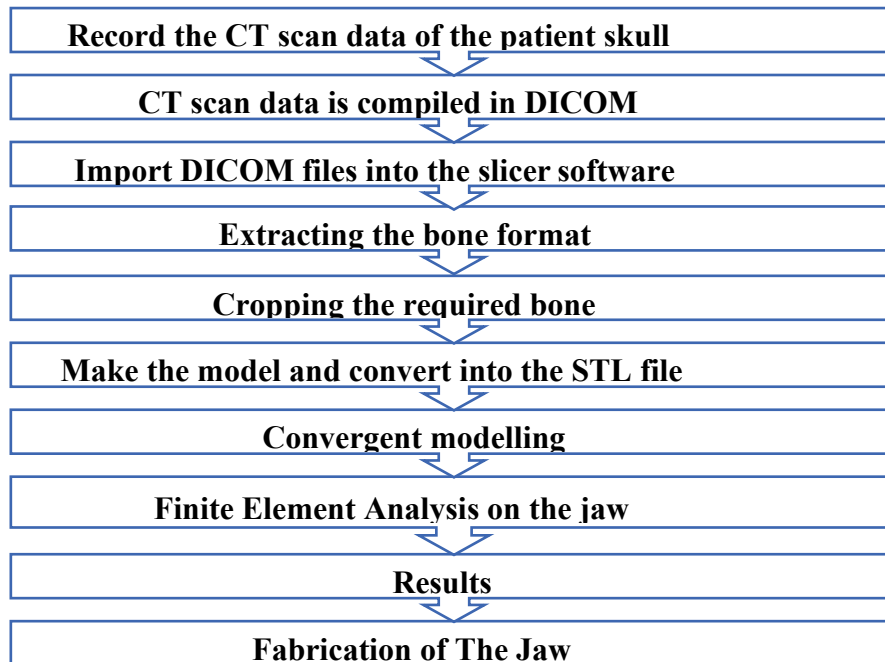 Record the CT scan data of the patient skull
CT scan data is compiled in DICOM
Import DICOM files into the slicer software
Extracting the bone format
Cropping the required bone
Make the model and convert into the STL file
Convergent modelling
Finite Element Analysis on the jaw
Results
Fabrication of The Jaw